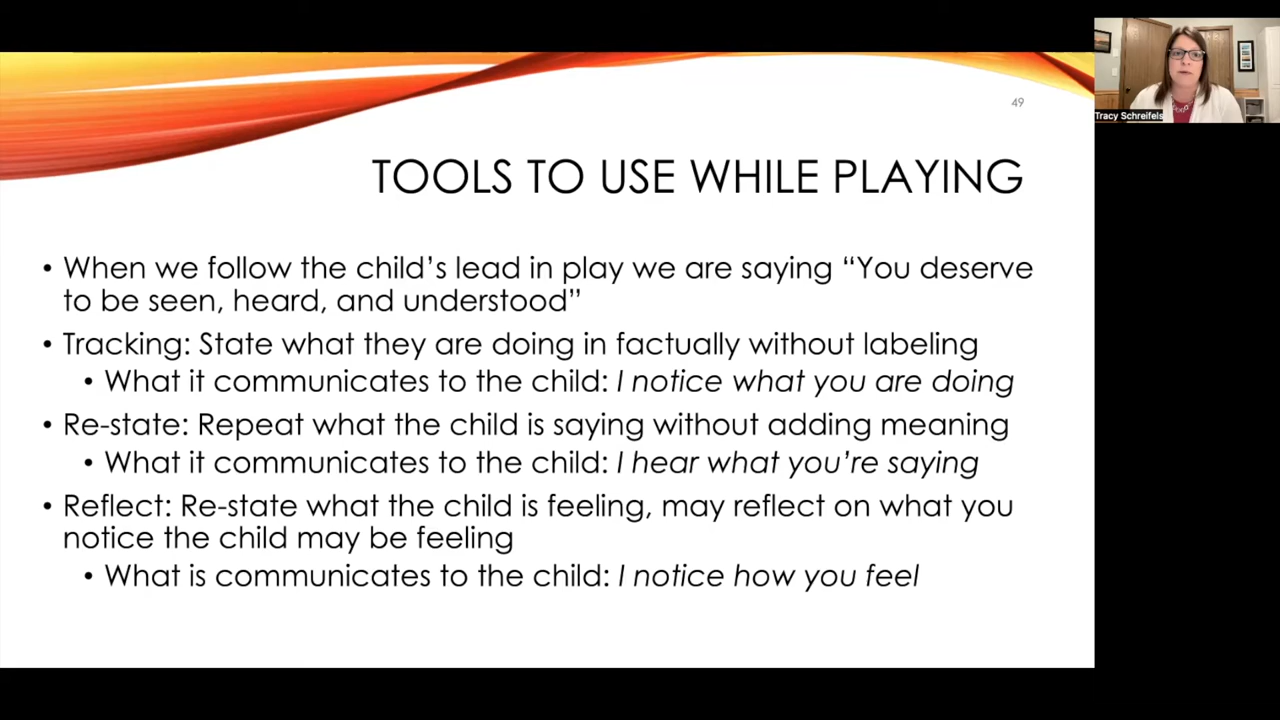 Tracy Schreifels
49
TOOLS TO USE WHILE PLAYING
• When we follow the child’s lead in play we are saying “You deserve
to be seen, heard, and understood”
• Tracking: State what they are doing in factually without labeling
• What it communicates to the child: I notice what you are doing
• Re-state: Repeat what the child is saying without adding meaning
• What it communicates to the child: I hear what you’re saying
• Reflect: Re-state what the child is feeling, may reflect on what you
notice the child may be feeling
• What is communicates to the child: I notice how you feel